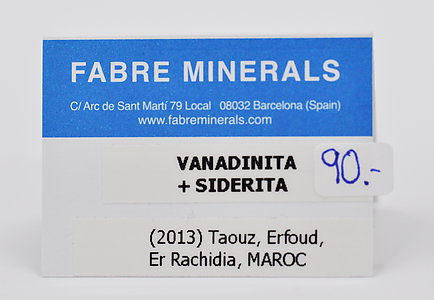 FABRE MINERALS
C/ Arc de Sant Martí 79 Local 08032 Barcelona (Spain)
www.fabreminerals.com
VANADINITA
+ SIDERITA
90.-
(2013) Taouz, Erfoud,
Er Rachidia, MAROC